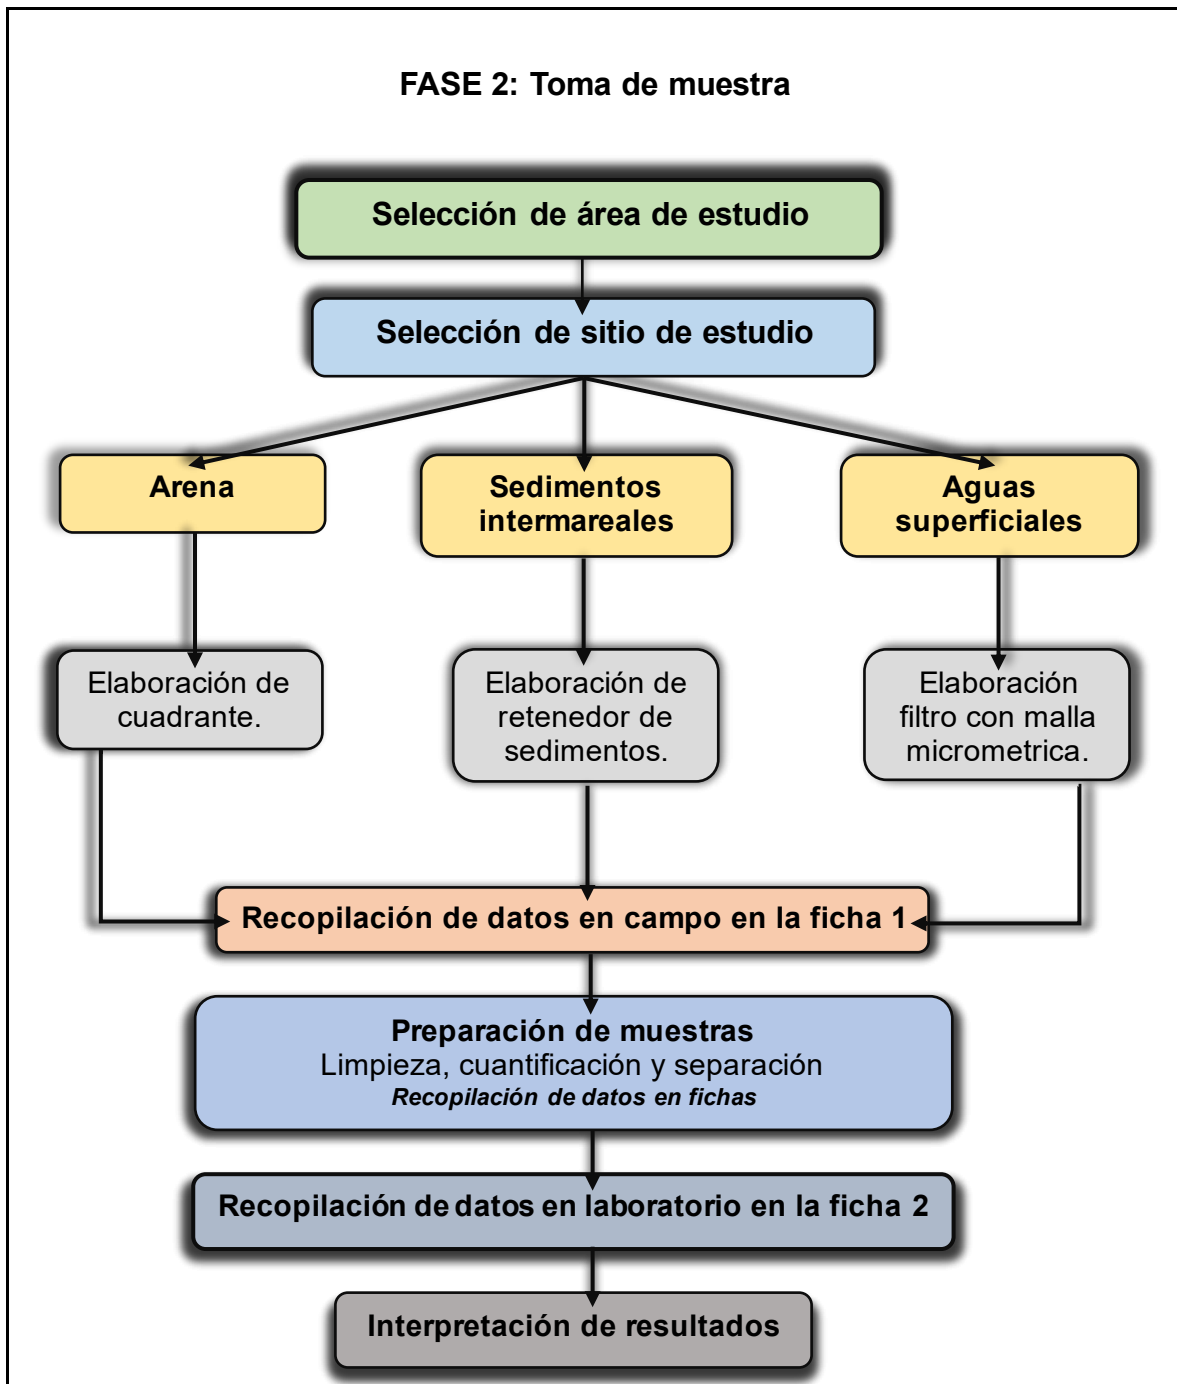 FASE 2: Toma de muestra
Selección de área de estudio
Selección de sitio de estudio
Arena
Sedimentos
intermareales
Aguas
superficiales
Elaboración de
cuadrante.
Elaboración de
retenedor de
sedimentos.
Elaboración
filtro con malla
micrometrica.
Recopilación de datos en campo en la ficha 1
Preparación de muestras
Limpieza, cuantificación y separación
Recopilación de datos en fichas
Recopilación de datos en laboratorio en la ficha 2
Interpretación de resultados